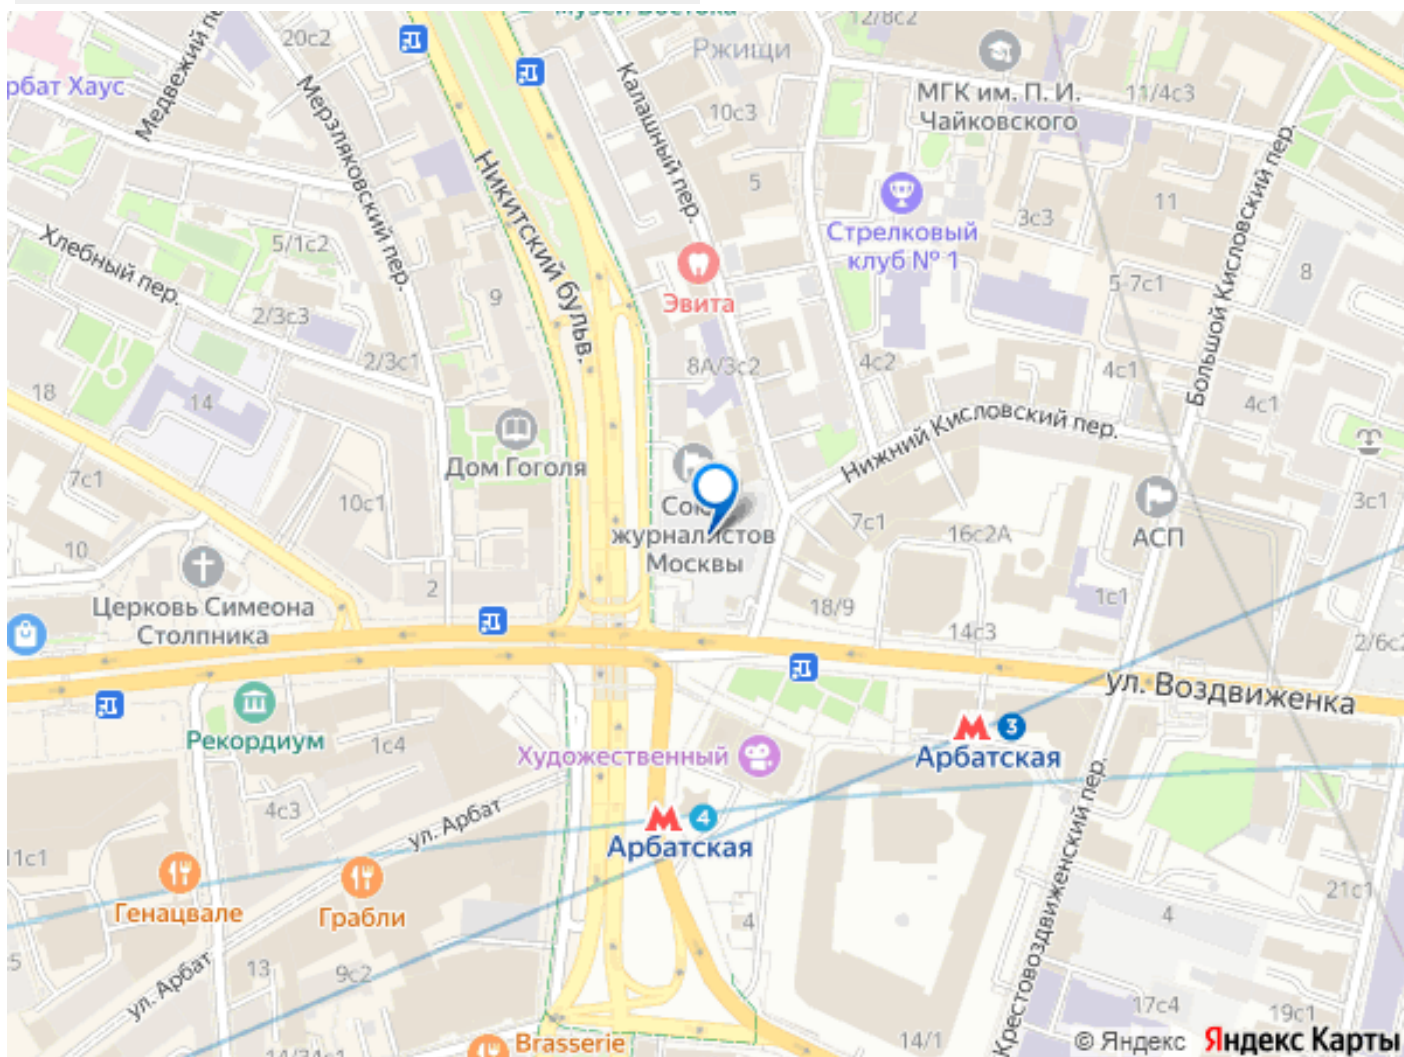 Музей Востока
12/8с2
20с2
Медвежий пе
Ржищи
рбат Хаус
МГК им. П. И.
Чайковского
11/4с3
10с3
Калашный пер.
Мерзляковский пер.
Никитский бульв.
Большой Кисловский пер.
5
3с3
11
Стрелковый
клуб № 1
Хлебный пер.
5/1с2
9
8
5-7с1
Эвита
2/3с3
2/3с1
8А/3с2
4с2
4с1
18
14
4с1
Нижний Кисловский пер.
Дом Гоголя
7с1
10с1
Союз
журналистов
Москвы
7с1
16с2А
АСП
3с1
10
2
Церковь Симеона
Столпника
18/9
14с3
1с1
2/6с2
ул. Воздвиженка
Рекордиум
1с4
Художественный
М 3
Арбатская
4с3
ул. Арбат
М 4
Арбатская
11с1
Генацвале
Грабли
Крестовоздвиженский пер.
21с1
4
4
5
13
9с2
ул. Арбат
17с4
19с1
14/1
Brasserie
© Яндекс Яндекс Карты